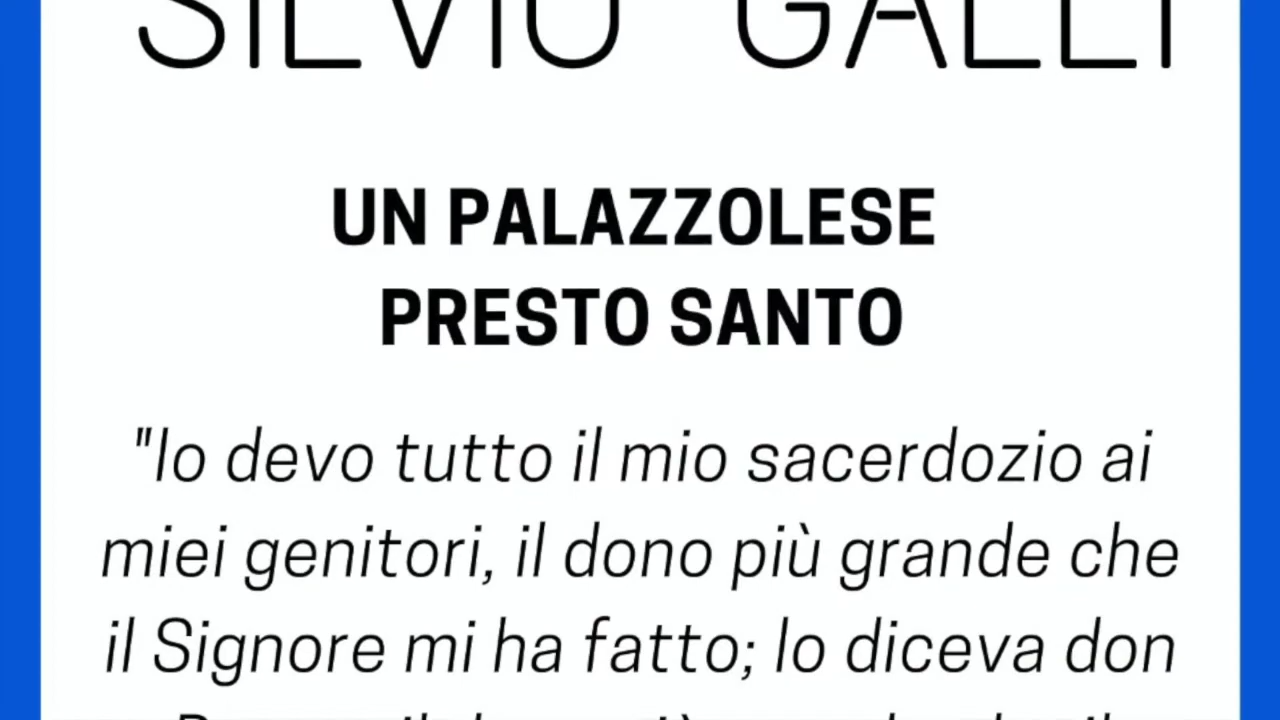 SILVIO GALLI
UN PALAZZOLESE
PRESTO SANTO
"Io devo tutto il mio sacerdozio ai
miei genitori, il dono più grande che
il Signore mi ha fatto; lo diceva don